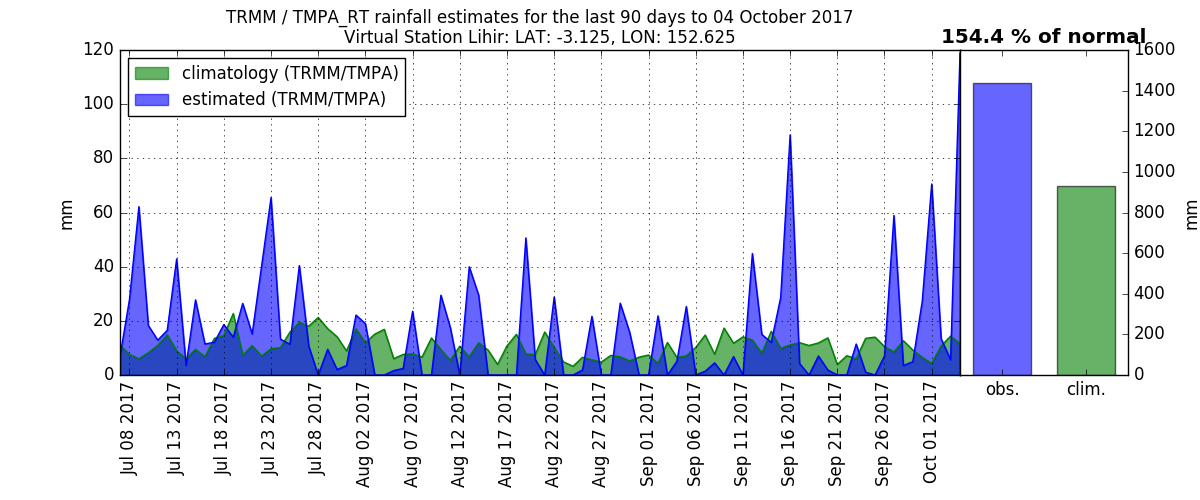 TRMM / TMPA_RT rainfall estimates for the last 90 days to 04 October 2017
Virtual Station Lihir: LAT: -3.125, LON: 152.625
154.4 % of normal
climatology (TRMM/TMPA)
estimated (TRMM/TMPA)
120
100
80
60
40
20
0
mm
1600
1400
1200
1000
800
600
400
200
0
mm
Jul 08 2017
Jul 13 2017
Jul 18 2017
Jul 23 2017
Jul 28 2017
Aug 02 2017
Aug 07 2017
Aug 12 2017
Aug 17 2017
Aug 22 2017
Aug 27 2017
Sep 01 2017
Sep 06 2017
Sep 11 2017
Sep 16 2017
Sep 21 2017
Sep 26 2017
Oct 01 2017
obs.
clim.